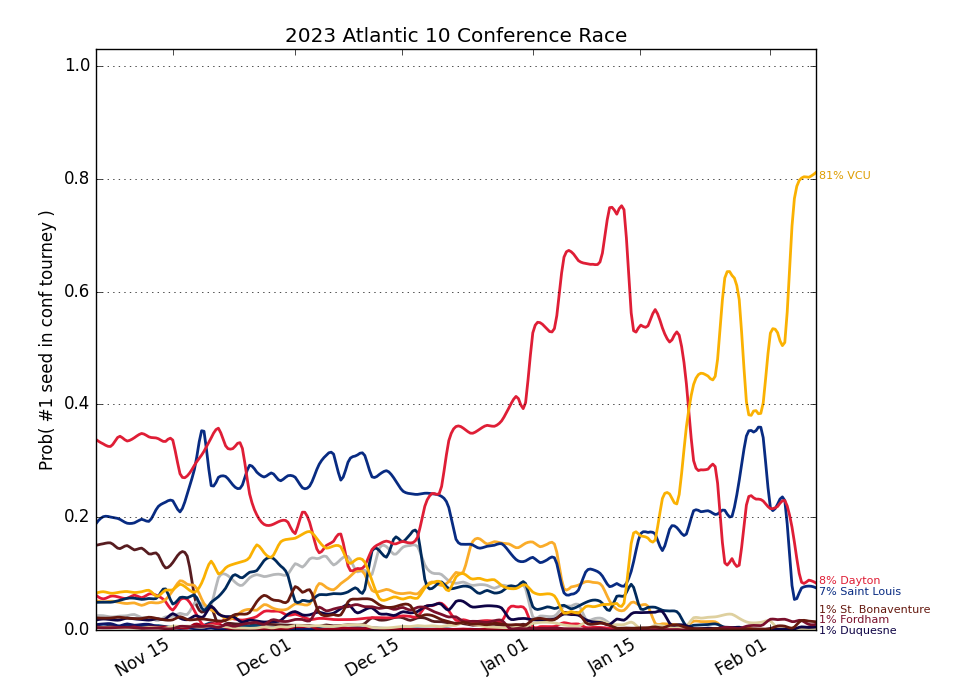 2023 Atlantic 10 Conference Race
Prob( #1 seed in conf tourney )
1.0
0.8
0.6
0.4
0.2
0.0
81% VCU
8% Dayton
7% Saint Louis
1% St. Bonaventure
1% Fordham
1% Duquesne
Nov 15
Dec 01
Dec 15
Jan 01
Jan 15
Feb 01